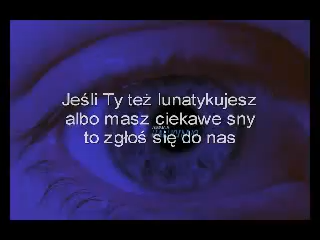 Jeśli Ty też lunatykujesz
albo masz ciekawe sny
to zgłoś się do nas